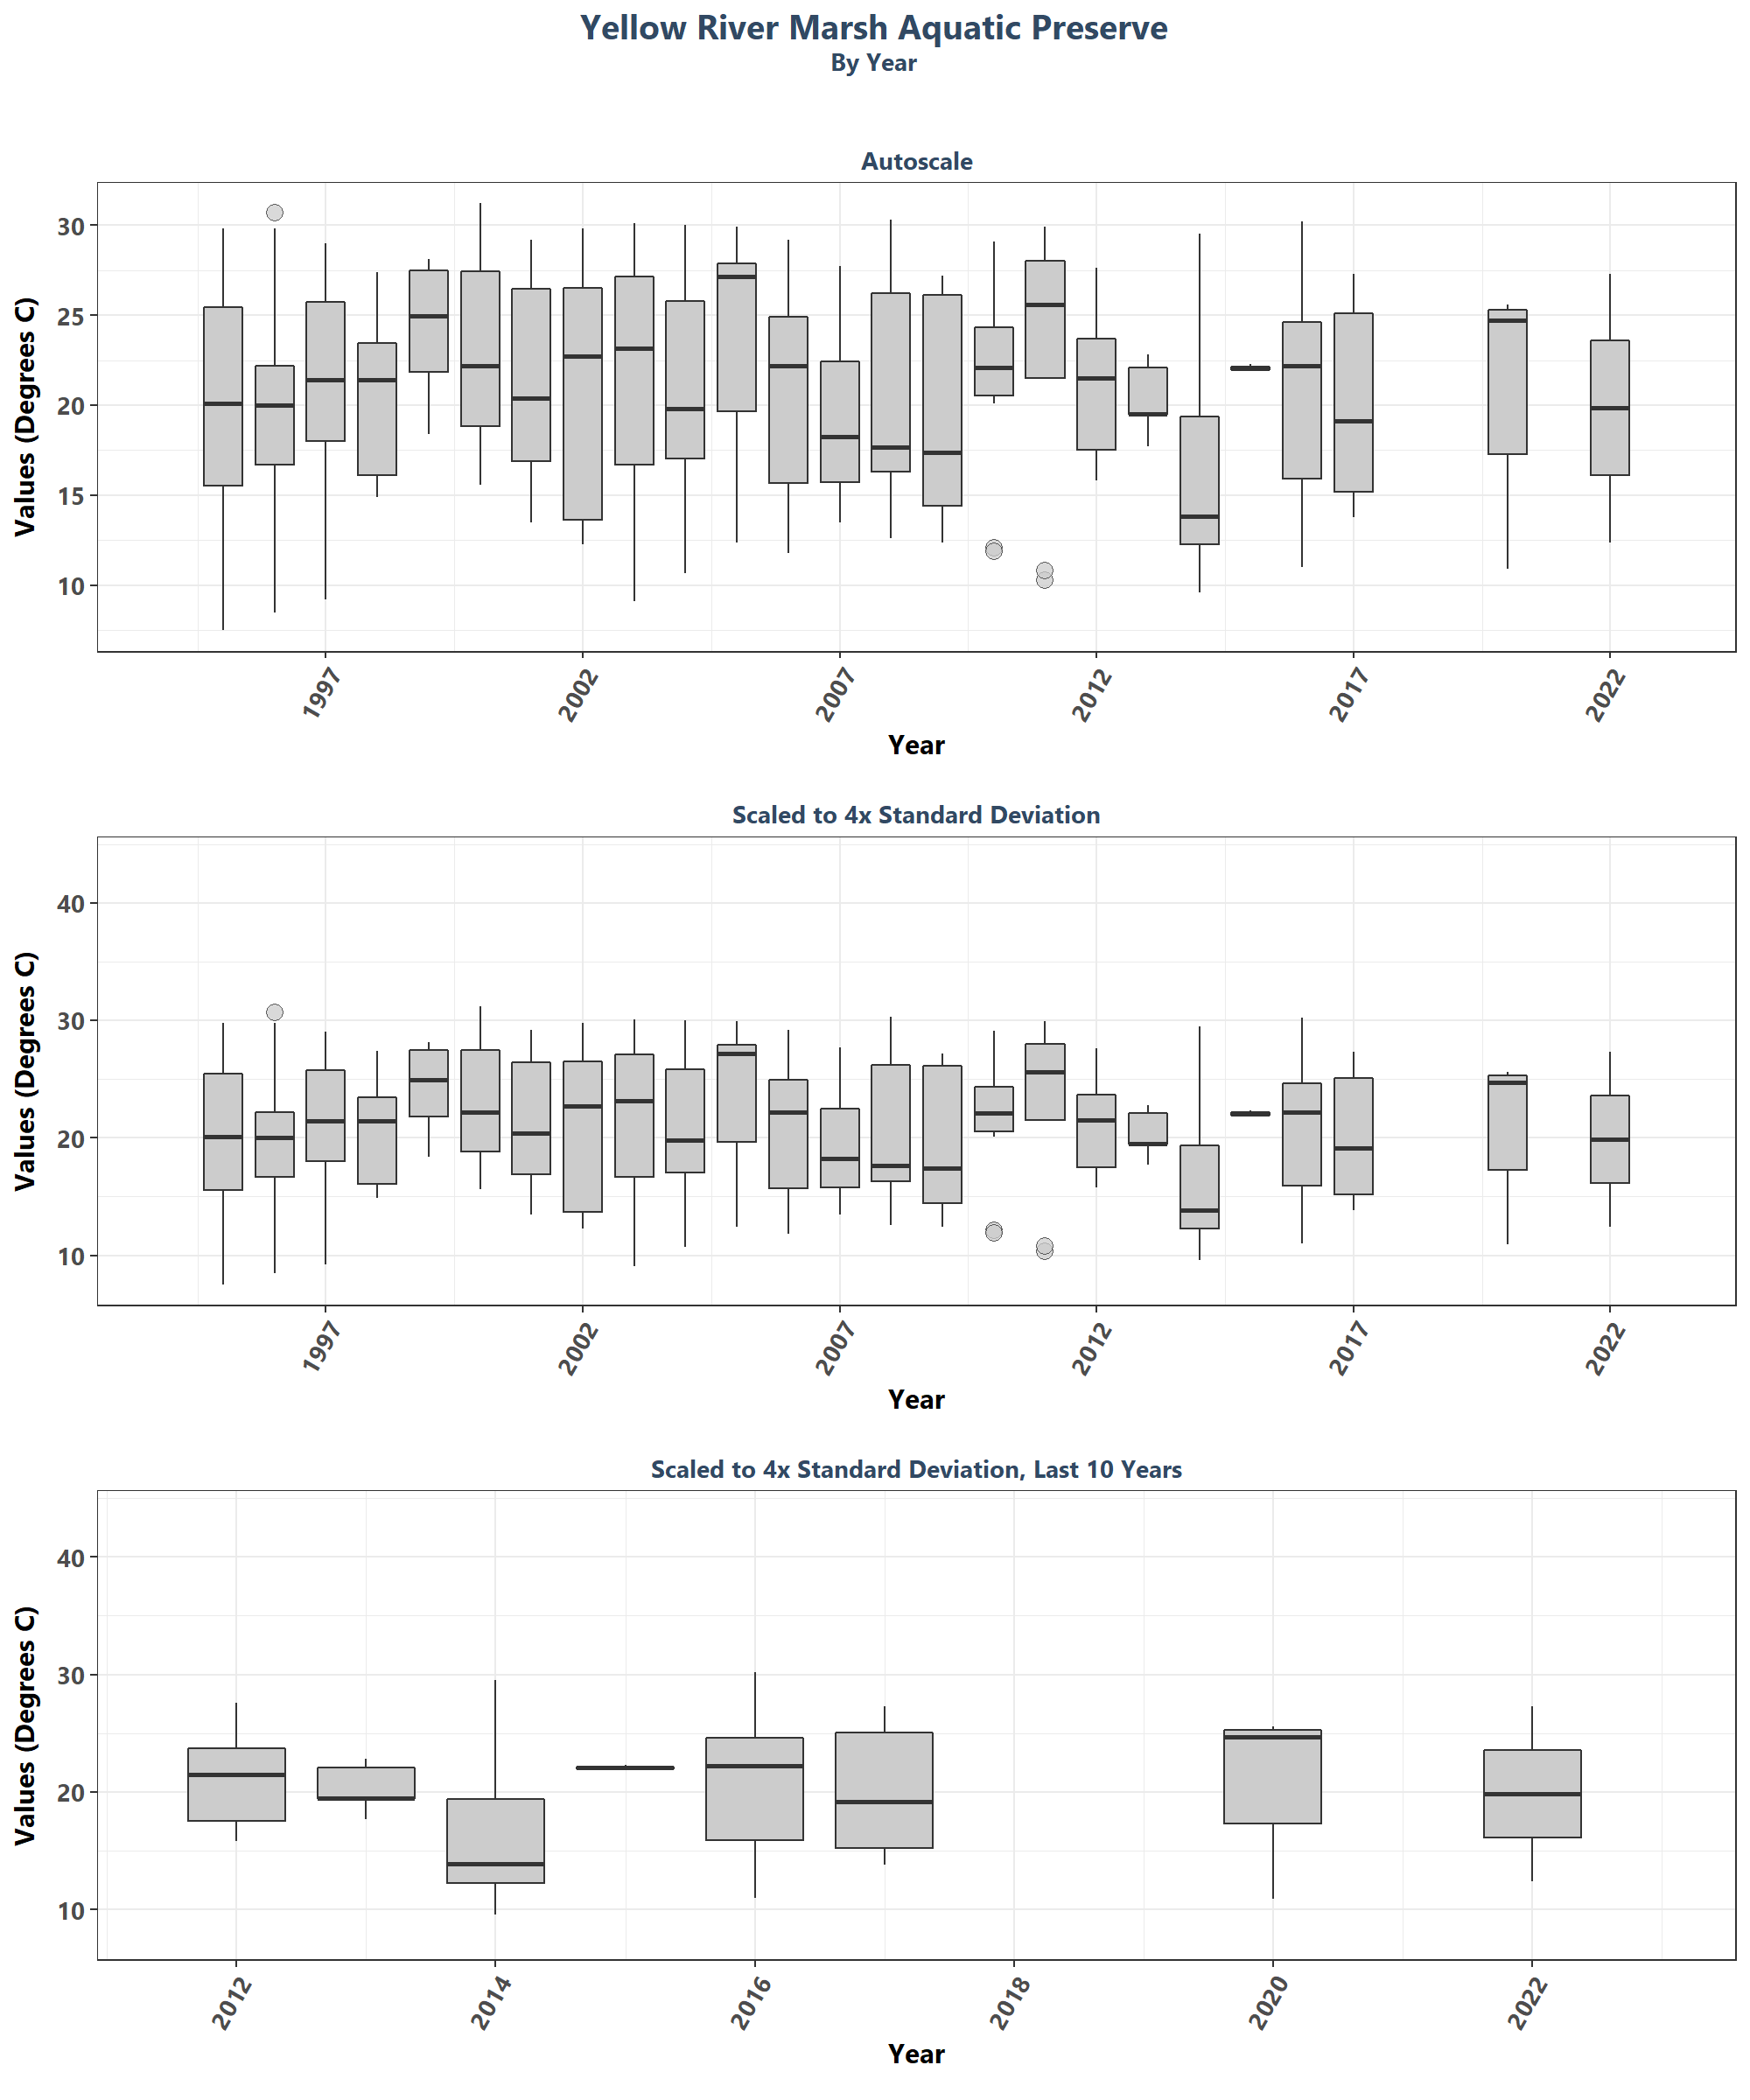 Yellow River Marsh Aquatic Preserve
By Year
Autoscale
Values (Degrees C)
30
25
20
15
10
1997
2002
2007
2012
2017
2022
Year
Scaled to 4x Standard Deviation
Values (Degrees C)
40
30
20
10
1997
2002
2007
2012
2017
2022
Year
Scaled to 4x Standard Deviation, Last 10 Years
Values (Degrees C)
40
30
20
10
2012
2014
2016
2018
2020
2022
Year